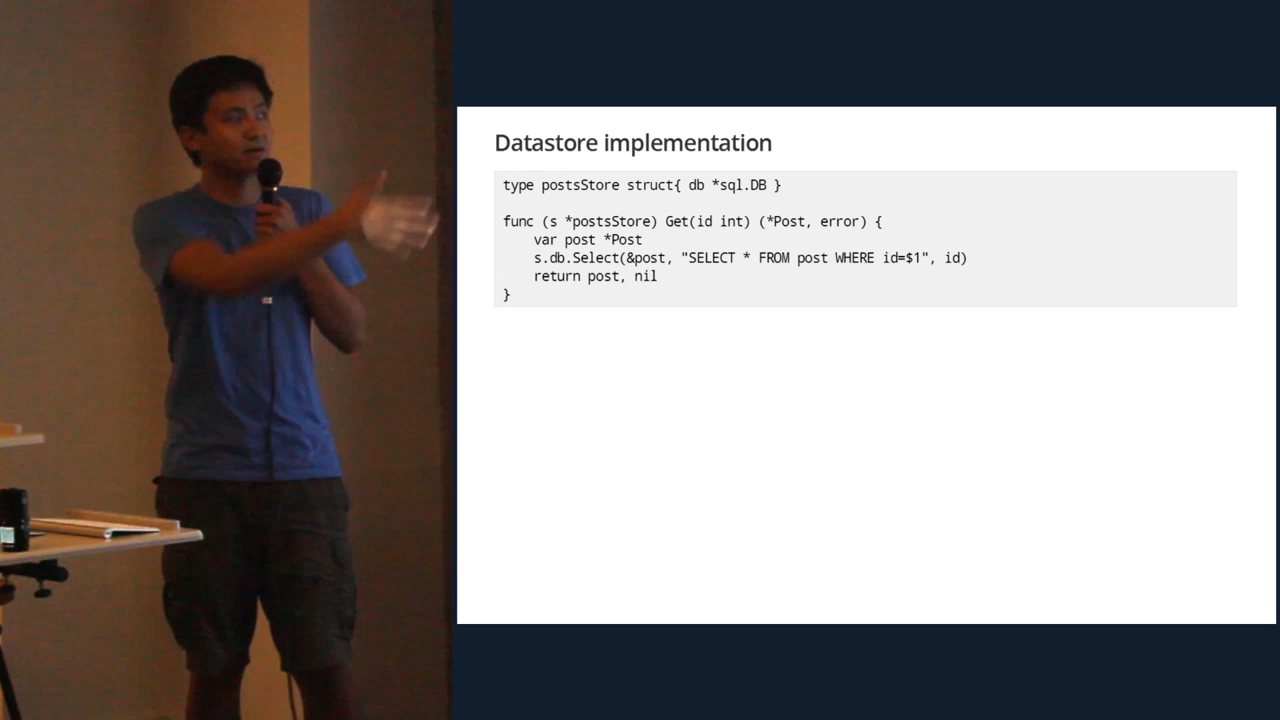 Datastore implementation
type postsStore struct{ db *sql.DB }
func (s *postsStore) Get(id int) (*Post, error) {
    var post *Post
    s.db.Select(&post, "SELECT * FROM post WHERE id=$1", id)
    return post, nil
}